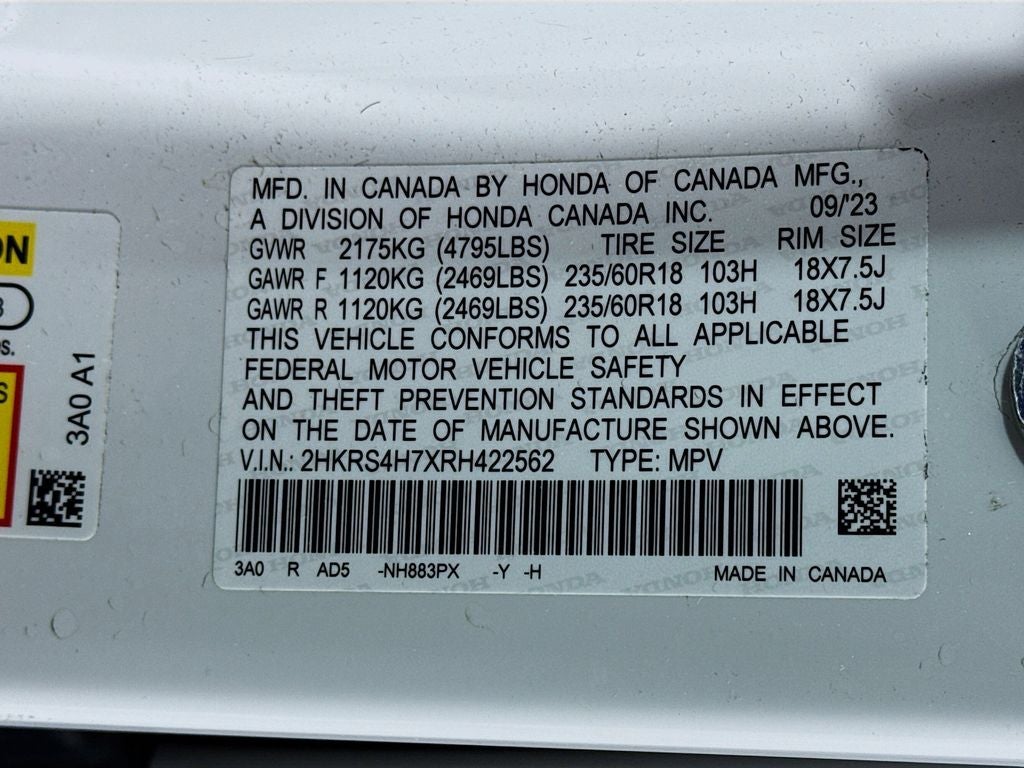 MFD. IN CANADA BY HONDA OF CANADA MFG.,
A DIVISION OF HONDA CANADA INC. 09/'23
GVWR 2175KG (4795LBS) TIRE SIZE RIM SIZE
GAWR F 1120KG (2469LBS) 235/60R18 103H 18X7.5J
GAWR R 1120KG (2469LBS) 235/60R18 103H 18X7.5J
THIS VEHICLE CONFORMS TO ALL APPLICABLE
FEDERAL MOTOR VEHICLE SAFETY
AND THEFT PREVENTION STANDARDS IN EFFECT
ON THE DATE OF MANUFACTURE SHOWN ABOVE.
V.I.N.: 2HKRS4H7XRH422562 TYPE: MPV
3A0 R AD5 -NH883PX -Y -H MADE IN CANADA
3A0 A1